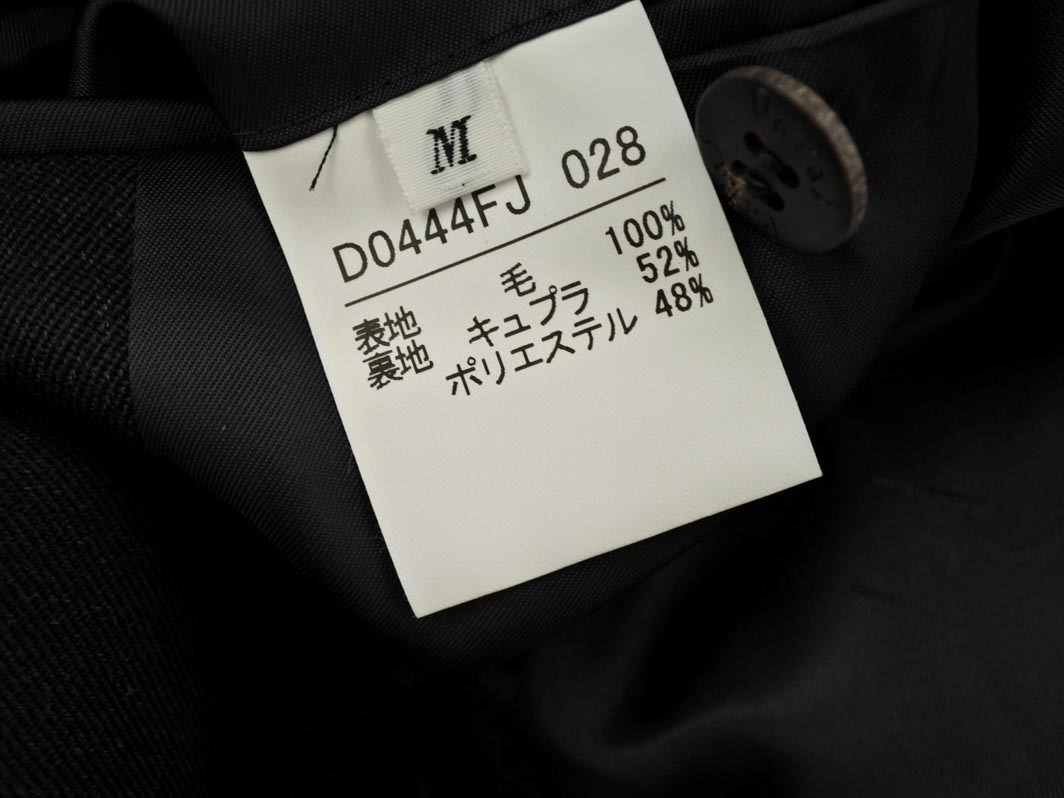 M
D0444FJ 028
表地 毛 100%
裏地 キュプラ 52%
ポリエステル 48%